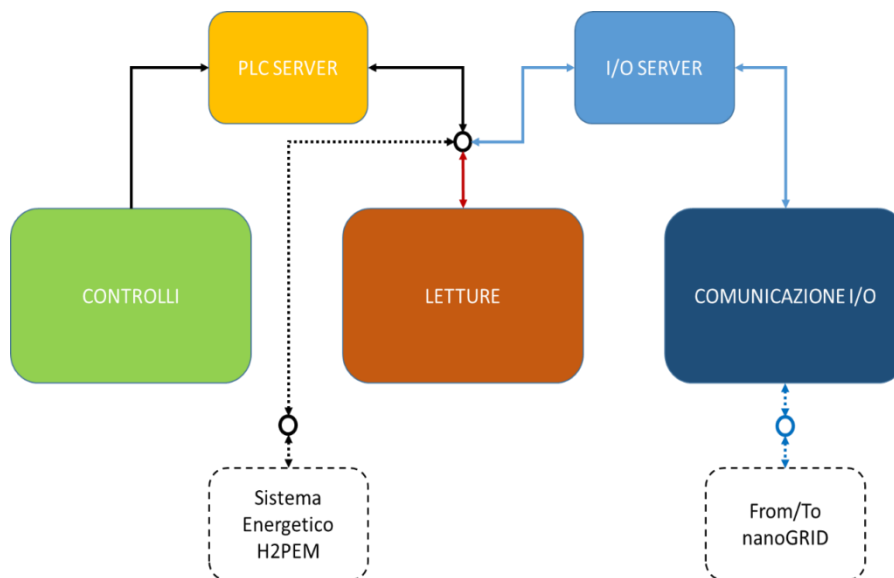 PLC SERVER
I/O SERVER
CONTROLLI
LETTURE
COMUNICAZIONE I/O
Sistema
Energetico
H2PEM
From/To
nanoGRID